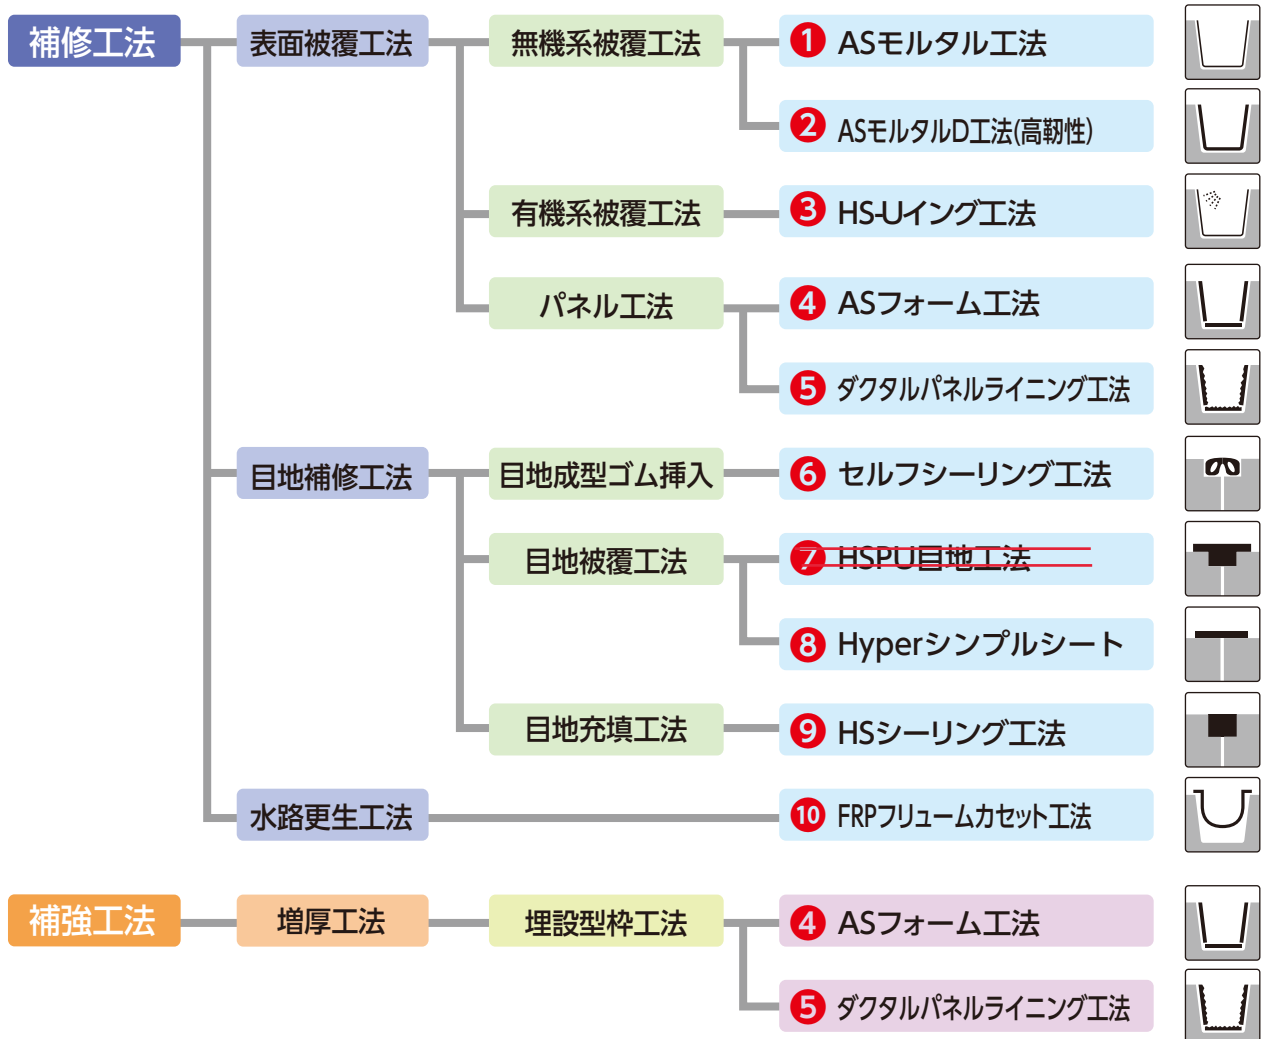 補修工法
表面被覆工法
無機系被覆工法
1 ASモルタル工法
2 ASモルタルD工法(高靭性)
有機系被覆工法
3 HS-Uイング工法
パネル工法
4 ASフォーム工法
5 ダクタルパネルライニング工法
目地補修工法
目地成型ゴム挿入
6 セルフシーリング工法
目地被覆工法
7 HSPU目地工法
8 Hyperシンプルシート
目地充填工法
9 HSシーリング工法
水路更生工法
10 FRPフリュームカセット工法
補強工法
増厚工法
埋設型枠工法
4 ASフォーム工法
5 ダクタルパネルライニング工法